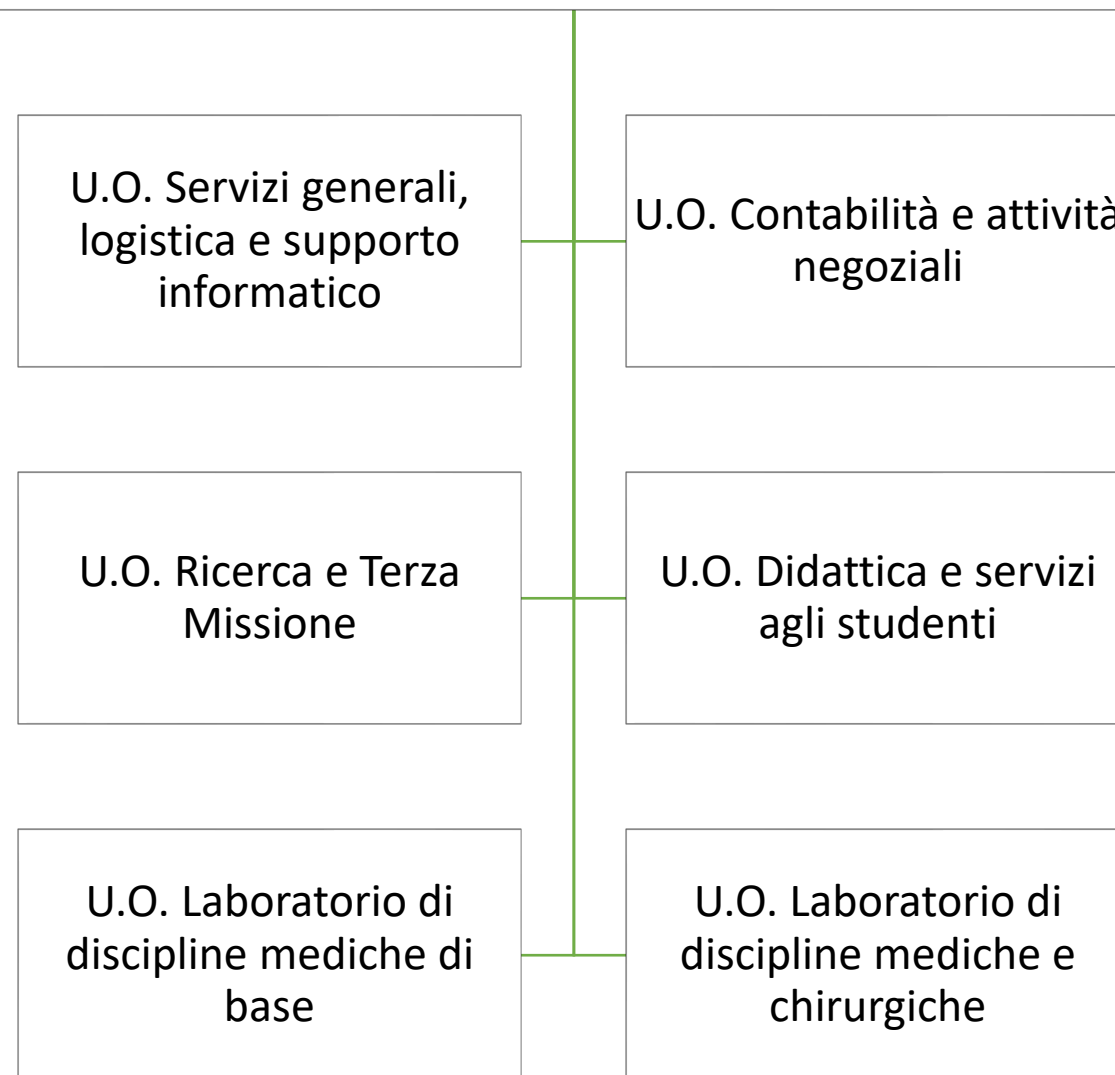 U.O. Servizi generali,
logistica e supporto
informatico
U.O. Contabilità e attività
negoziali
U.O. Ricerca e Terza
Missione
U.O. Didattica e servizi
agli studenti
U.O. Laboratorio di
discipline mediche di
base
U.O. Laboratorio di
discipline mediche e
chirurgiche